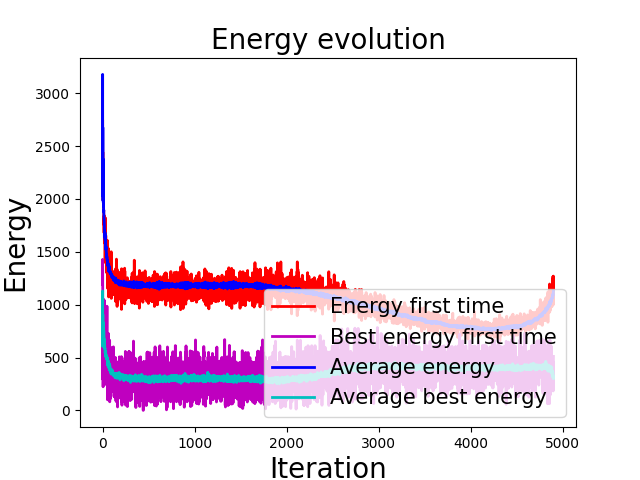 Energy evolution
Energy
3000
2500
2000
1500
1000
500
0
Energy first time
Best energy first time
Average energy
Average best energy
0 1000 2000 3000 4000 5000
Iteration